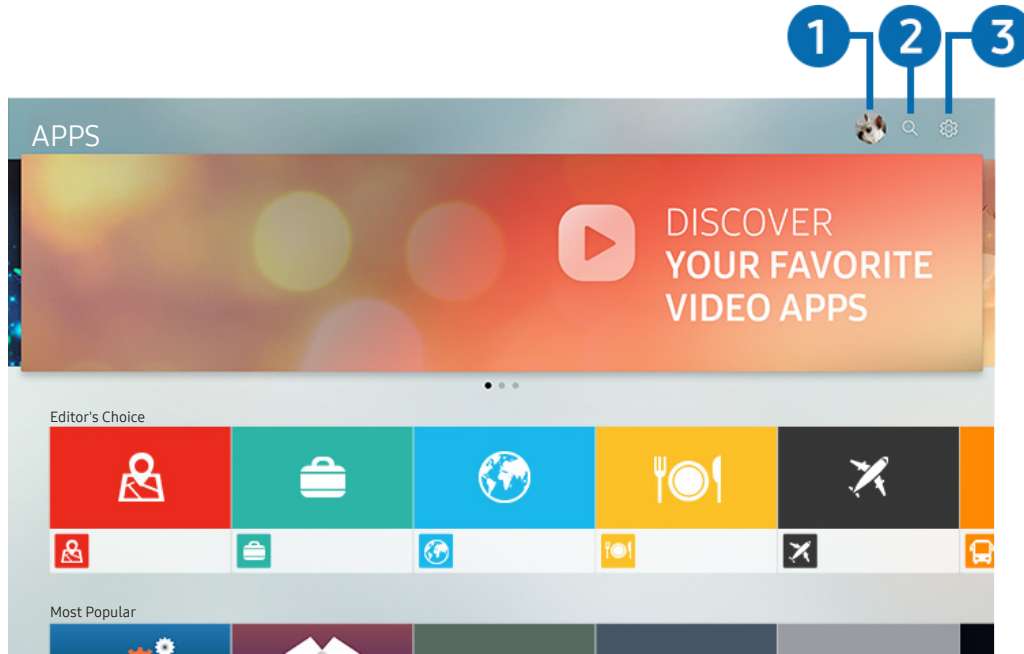 1 2 3
APPS
DISCOVER
YOUR FAVORITE
VIDEO APPS
Editor's Choice
Most Popular